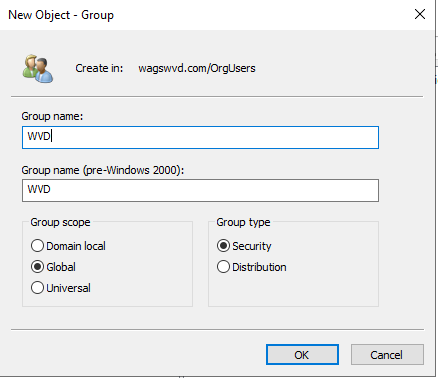 New Object - Group
Create in: wagswvd.com/OrgUsers
Group name:
WVD
Group name (pre-Windows 2000):
WVD
Group scope
Domain local
Global
Universal
Group type
Security
Distribution
OK
Cancel